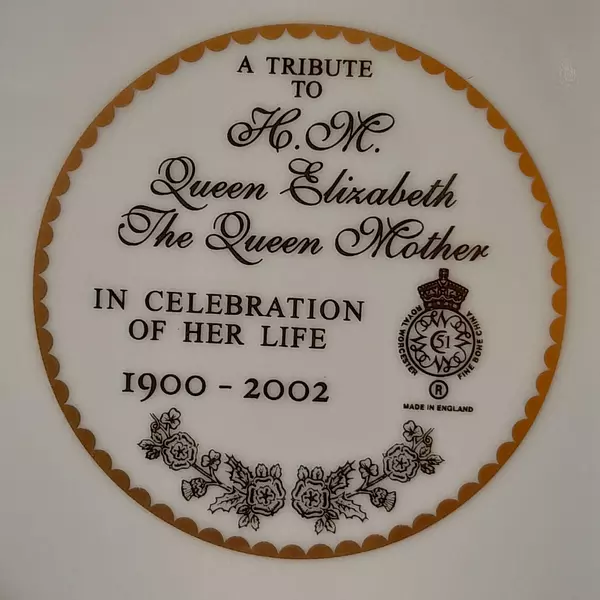 A TRIBUTE
TO
H.M.
Queen Elizabeth
The Queen Mother
IN CELEBRATION
OF HER LIFE
1900 - 2002
ROYAL WORCESTER
FINE BONE CHINA
51
®
MADE IN ENGLAND